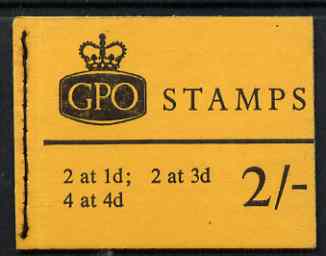 GPO STAMPS
2 at 1d; 2 at 3d
4 at 4d
2/-